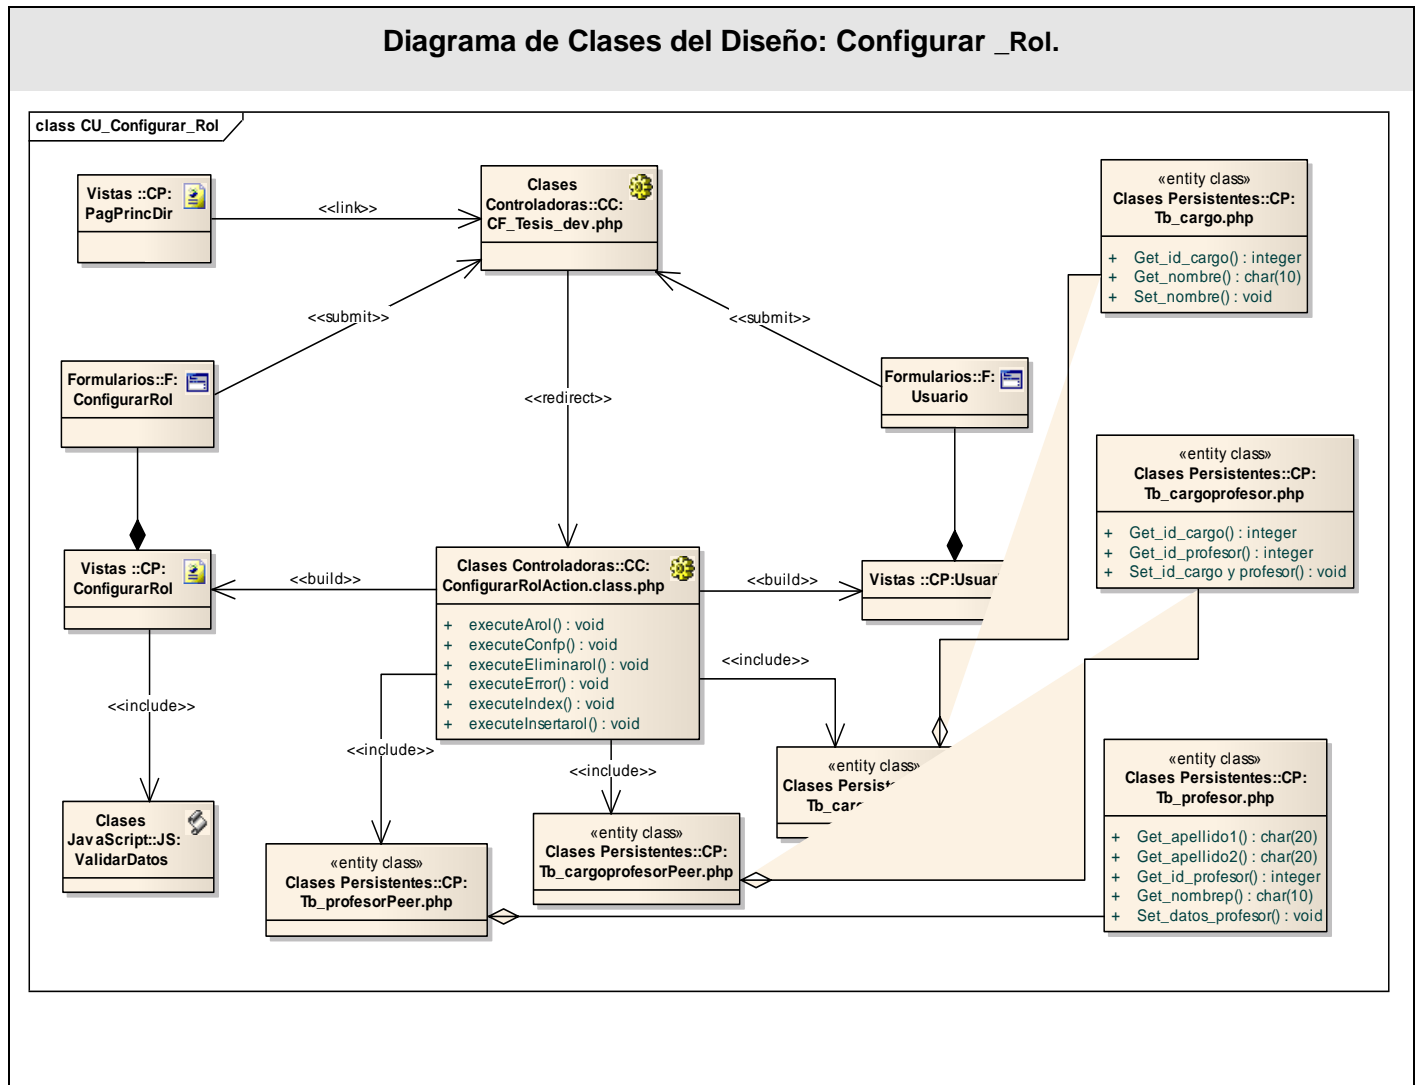 Diagrama de Clases del Diseño: Configurar _Rol.
class CU_Configurar_Rol
Vistas ::CP:
PagPrincDir
<<link>>
Clases
Controladoras::CC:
CF_Tesis_dev.php
«entity class»
Clases Persistentes::CP:
Tb_cargo.php
+ Get_id_cargo() : integer
+ Get_nombre() : char(10)
+ Set_nombre() : void
<<submit>>
<<submit>>
Formularios::F:
ConfigurarRol
<<redirect>>
Formularios::F:
Usuario
«entity class»
Clases Persistentes::CP:
Tb_cargoprofesor.php
+ Get_id_cargo() : integer
+ Get_id_profesor() : integer
+ Set_id_cargo y profesor() : void
Vistas ::CP:
ConfigurarRol
<<build>>
Clases Controladoras::CC:
ConfigurarRolAction.class.php
+ executeArol() : void
+ executeConfp() : void
+ executeEliminarol() : void
+ executeError() : void
+ executeIndex() : void
+ executeInsertarol() : void
<<build>>
Vistas ::CP:Usuar
<<include>>
<<include>>
<<include>>
<<include>>
Clases
JavaScript::JS:
ValidarDatos
«entity class»
Clases Persistentes::CP:
Tb_profesorPeer.php
«entity class»
Clases Persistentes::CP:
Tb_cargoprofesorPeer.php
«entity class»
Clases
«entity class»
Clases Persistentes::CP:
Tb_profesor.php
+ Get_apellido1() : char(20)
+ Get_apellido2() : char(20)
+ Get_id_profesor() : integer
+ Get_nombrep() : char(10)
+ Set_datos_profesor() : void